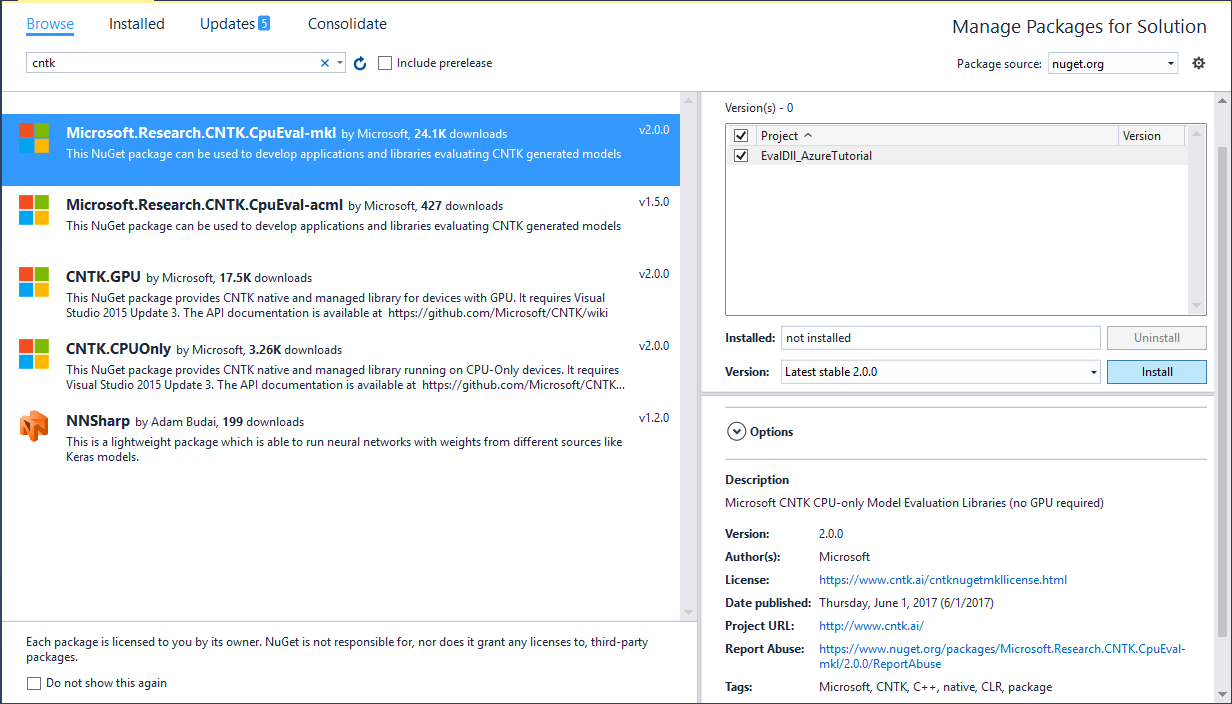 Browse Installed Updates 5 Consolidate
Manage Packages for Solution
cntk
Include prerelease
Package source: nuget.org
Microsoft.Research.CNTK.CpuEval-mkl by Microsoft, 24.1K downloads v2.0.0
This NuGet package can be used to develop applications and libraries evaluating CNTK generated models
Microsoft.Research.CNTK.CpuEval-acml by Microsoft, 427 downloads v1.5.0
This NuGet package can be used to develop applications and libraries evaluating CNTK generated models
CNTK.GPU by Microsoft, 17.5K downloads v2.0.0
This NuGet package provides CNTK native and managed library for devices with GPU. It requires Visual
Studio 2015 Update 3. The API documentation is available at https://github.com/Microsoft/CNTK/wiki
CNTK.CPUOnly by Microsoft, 3.26K downloads v2.0.0
This NuGet package provides CNTK native and managed library running on CPU-Only devices. It requires
Visual Studio 2015 Update 3. The API documentation is available at https://github.com/Microsoft/CNTK...
NNSharp by Adam Budai, 199 downloads v1.2.0
This is a lightweight package which is able to run neural networks with weights from different sources like
Keras models.
Each package is licensed to you by its owner. NuGet is not responsible for, nor does it grant any licenses to, third-party
packages.
Do not show this again
Version(s) - 0
Project Version
EvalDll_AzureTutorial
Installed: not installed Uninstall
Version: Latest stable 2.0.0 Install
Options
Description
Microsoft CNTK CPU-only Model Evaluation Libraries (no GPU required)
Version: 2.0.0
Author(s): Microsoft
License: https://www.cntk.ai/cntknugetmkllicense.html
Date published: Thursday, June 1, 2017 (6/1/2017)
Project URL: http://www.cntk.ai/
Report Abuse: https://www.nuget.org/packages/Microsoft.Research.CNTK.CpuEval-
mkl/2.0.0/ReportAbuse
Tags: Microsoft, CNTK, C++, native, CLR, package